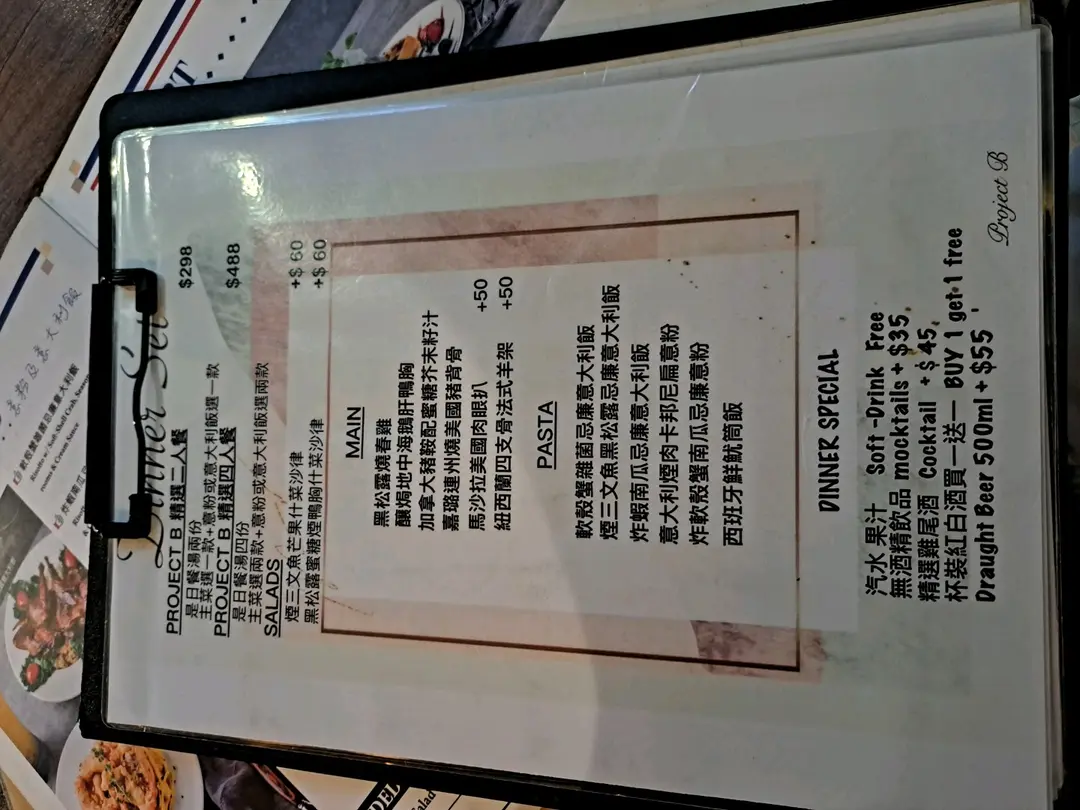 Dinner Set
PROJECT B 精選二人餐 $298
是日餐湯兩份
主菜選一款+意粉或意大利飯選一款
PROJECT B 精選四人餐 $488
是日餐湯四份
主菜選兩款+意粉或意大利飯選兩款
SALADS
煙三文魚芒果什菜沙律 +$ 60
黑松露蜜糖煙鴨胸什菜沙律 +$ 60
MAIN
黑松露燒春雞
釀焗地中海鵝肝鴨胸
加拿大豬鞍配蜜糖芥末籽汁
嘉璐連州燒美國豬背骨
馬沙拉美國肉眼扒 +50
紐西蘭四支骨法式羊架 +50
PASTA
軟殼蟹雜菌忌廉意大利飯
煙三文魚黑松露忌廉意大利飯
炸蝦南瓜忌廉意大利飯
意大利煙肉卡邦尼扁意粉
炸軟殼蟹南瓜忌廉意粉
西班牙鮮魷筒飯
DINNER SPECIAL
汽水 果汁 Soft -Drink Free
無酒精飲品 mocktails + $35
精選雞尾酒 Cocktail + $ 45
杯裝紅白酒買一送一 BUY 1 get 1 free
Draught Beer 500ml + $55
Project B
意粉及意大利飯
Risotto w/ Soft Shell Crab